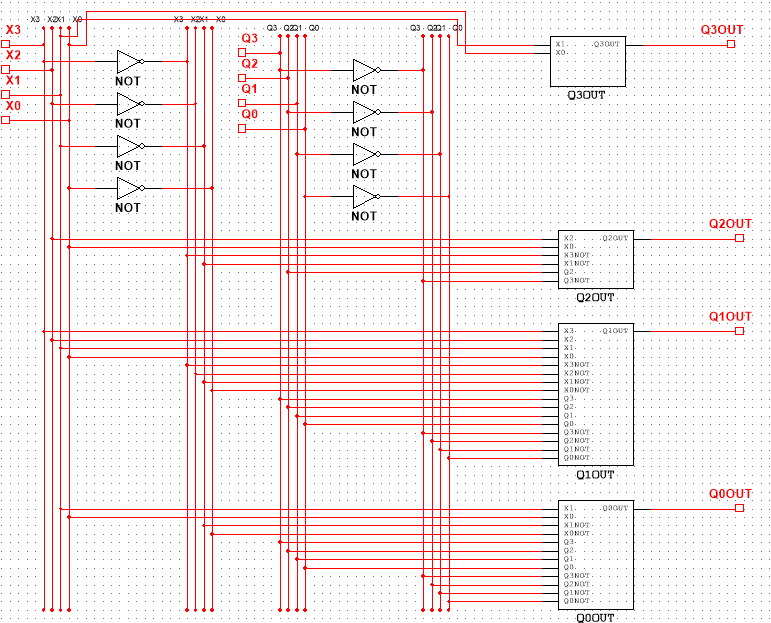 X3 X2 X1 X0
X3 X2 X1 X0
Q3 Q2 Q1 Q0
Q3 Q2 Q1 Q0
X3
X2
X1
X0
NOT
NOT
NOT
NOT
Q3
Q2
Q1
Q0
NOT
NOT
NOT
NOT
X1 Q3OUT
X0
Q3OUT
Q3OUT
X2 Q2OUT
X0
X3NOT
X1NOT
Q2
Q3NOT
Q2OUT
Q2OUT
X3 Q1OUT
X2
X1
X0
X3NOT
X2NOT
X1NOT
X0NOT
Q3
Q2
Q1
Q0
Q3NOT
Q2NOT
Q1NOT
Q0NOT
Q1OUT
Q1OUT
X1 Q0OUT
X0
X1NOT
X0NOT
Q3
Q2
Q1
Q0
Q3NOT
Q2NOT
Q1NOT
Q0NOT
Q0OUT
Q0OUT